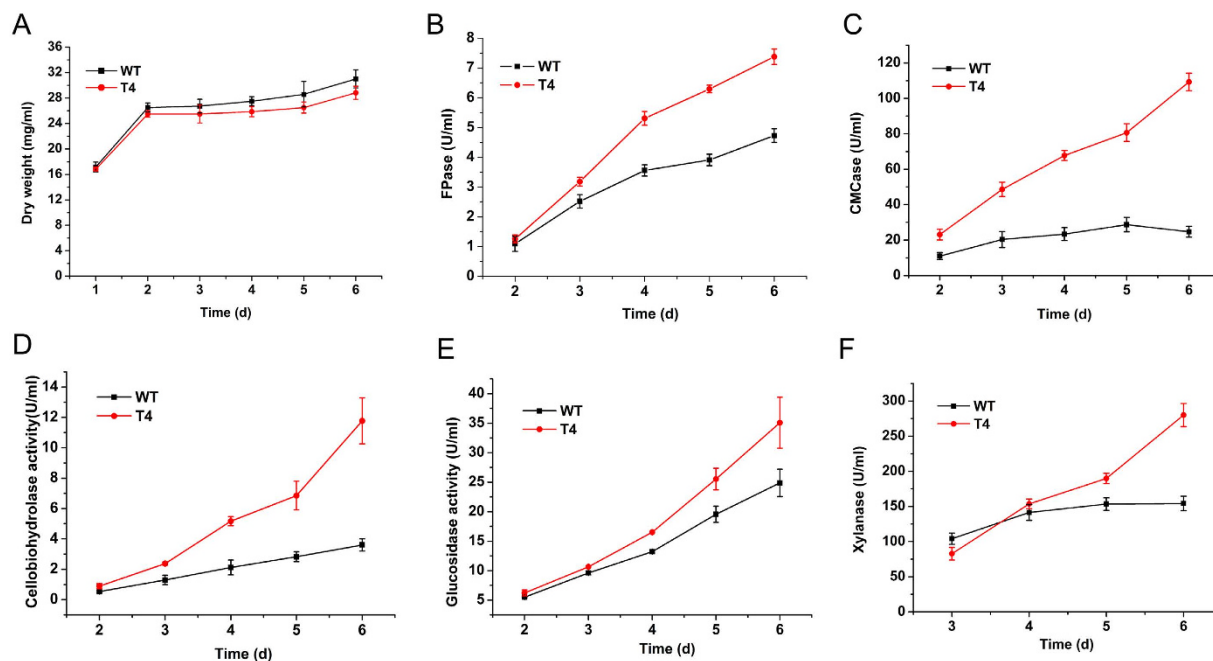 A
Dry weight (mg/ml)
36
32
28
24
20
16
12
8
4
0
WT
T4
1 2 3 4 5 6
Time (d)
B
FPase (U/ml)
8
7
6
5
4
3
2
1
0
WT
T4
2 3 4 5 6
Time (d)
C
CMCase (U/ml)
120
100
80
60
40
20
0
WT
T4
2 3 4 5 6
Time (d)
D
Cellobiohydrolase activity(U/ml)
14
12
10
8
6
4
2
0
WT
T4
2 3 4 5 6
Time (d)
E
Glucosidase activity (U/ml)
40
35
30
25
20
15
10
5
WT
T4
2 3 4 5 6
Time (d)
F
Xylanase (U/ml)
300
250
200
150
100
50
0
WT
T4
3 4 5 6
Time (d)